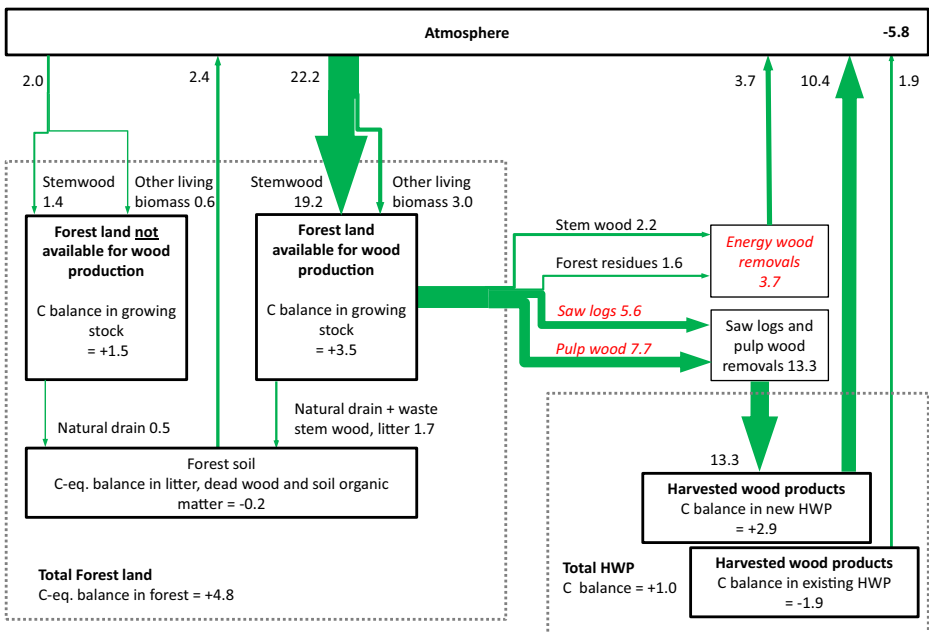 Atmosphere
-5.8
2.0
2.4
22.2
3.7
10.4
1.9
Stemwood
1.4
Other living
biomass 0.6
Stemwood
19.2
Other living
biomass 3.0
Forest land not
available for wood
production
C balance in growing
stock
= +1.5
Forest land
available for wood
production
C balance in growing
stock
= +3.5
Stem wood 2.2
Forest residues 1.6
Saw logs 5.6
Pulp wood 7.7
Energy wood
removals
3.7
Saw logs and
pulp wood
removals 13.3
Natural drain 0.5
Natural drain + waste
stem wood, litter 1.7
Forest soil
C-eq. balance in litter, dead wood and soil organic
matter = -0.2
13.3
Harvested wood products
C balance in new HWP
= +2.9
Harvested wood products
C balance in existing HWP
= -1.9
Total Forest land
C-eq. balance in forest = +4.8
Total HWP
C balance = +1.0